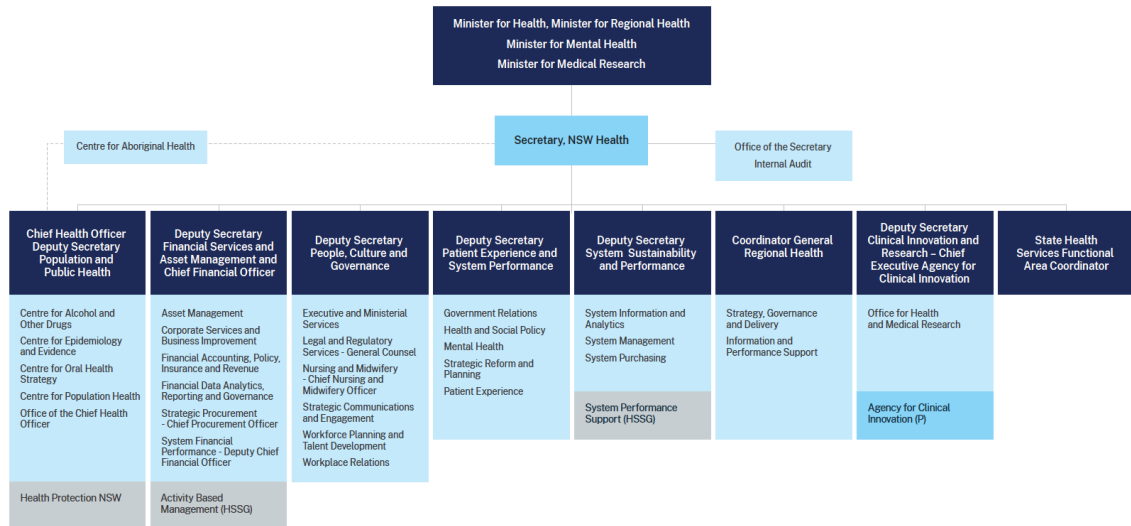 Minister for Health, Minister for Regional Health
Minister for Mental Health
Minister for Medical Research
Secretary, NSW Health
Centre for Aboriginal Health
Office of the Secretary
Internal Audit
Chief Health Officer
Deputy Secretary
Population and
Public Health
Centre for Alcohol and
Other Drugs
Centre for Epidemiology
and Evidence
Centre for Oral Health
Strategy
Centre for Population Health
Office of the Chief Health
Officer
Health Protection NSW
Deputy Secretary
Financial Services and
Asset Management and
Chief Financial Officer
Asset Management
Corporate Services and
Business Improvement
Financial Accounting, Policy,
Insurance and Revenue
Financial Data Analytics,
Reporting and Governance
Strategic Procurement
- Chief Procurement Officer
System Financial
Performance - Deputy Chief
Financial Officer
Activity Based
Management (HSSG)
Deputy Secretary
People, Culture and
Governance
Executive and Ministerial
Services
Legal and Regulatory
Services - General Counsel
Nursing and Midwifery
- Chief Nursing and
Midwifery Officer
Strategic Communications
and Engagement
Workforce Planning and
Talent Development
Workplace Relations
Deputy Secretary
Patient Experience and
System Performance
Government Relations
Health and Social Policy
Mental Health
Strategic Reform and
Planning
Patient Experience
Deputy Secretary
System Sustainability
and Performance
System Information and
Analytics
System Management
System Purchasing
System Performance
Support (HSSG)
Coordinator General
Regional Health
Strategy, Governance
and Delivery
Information and
Performance Support
Deputy Secretary
Clinical Innovation and
Research – Chief
Executive Agency for
Clinical Innovation
Office for Health
and Medical Research
Agency for Clinical
Innovation (P)
State Health
Services Functional
Area Coordinator